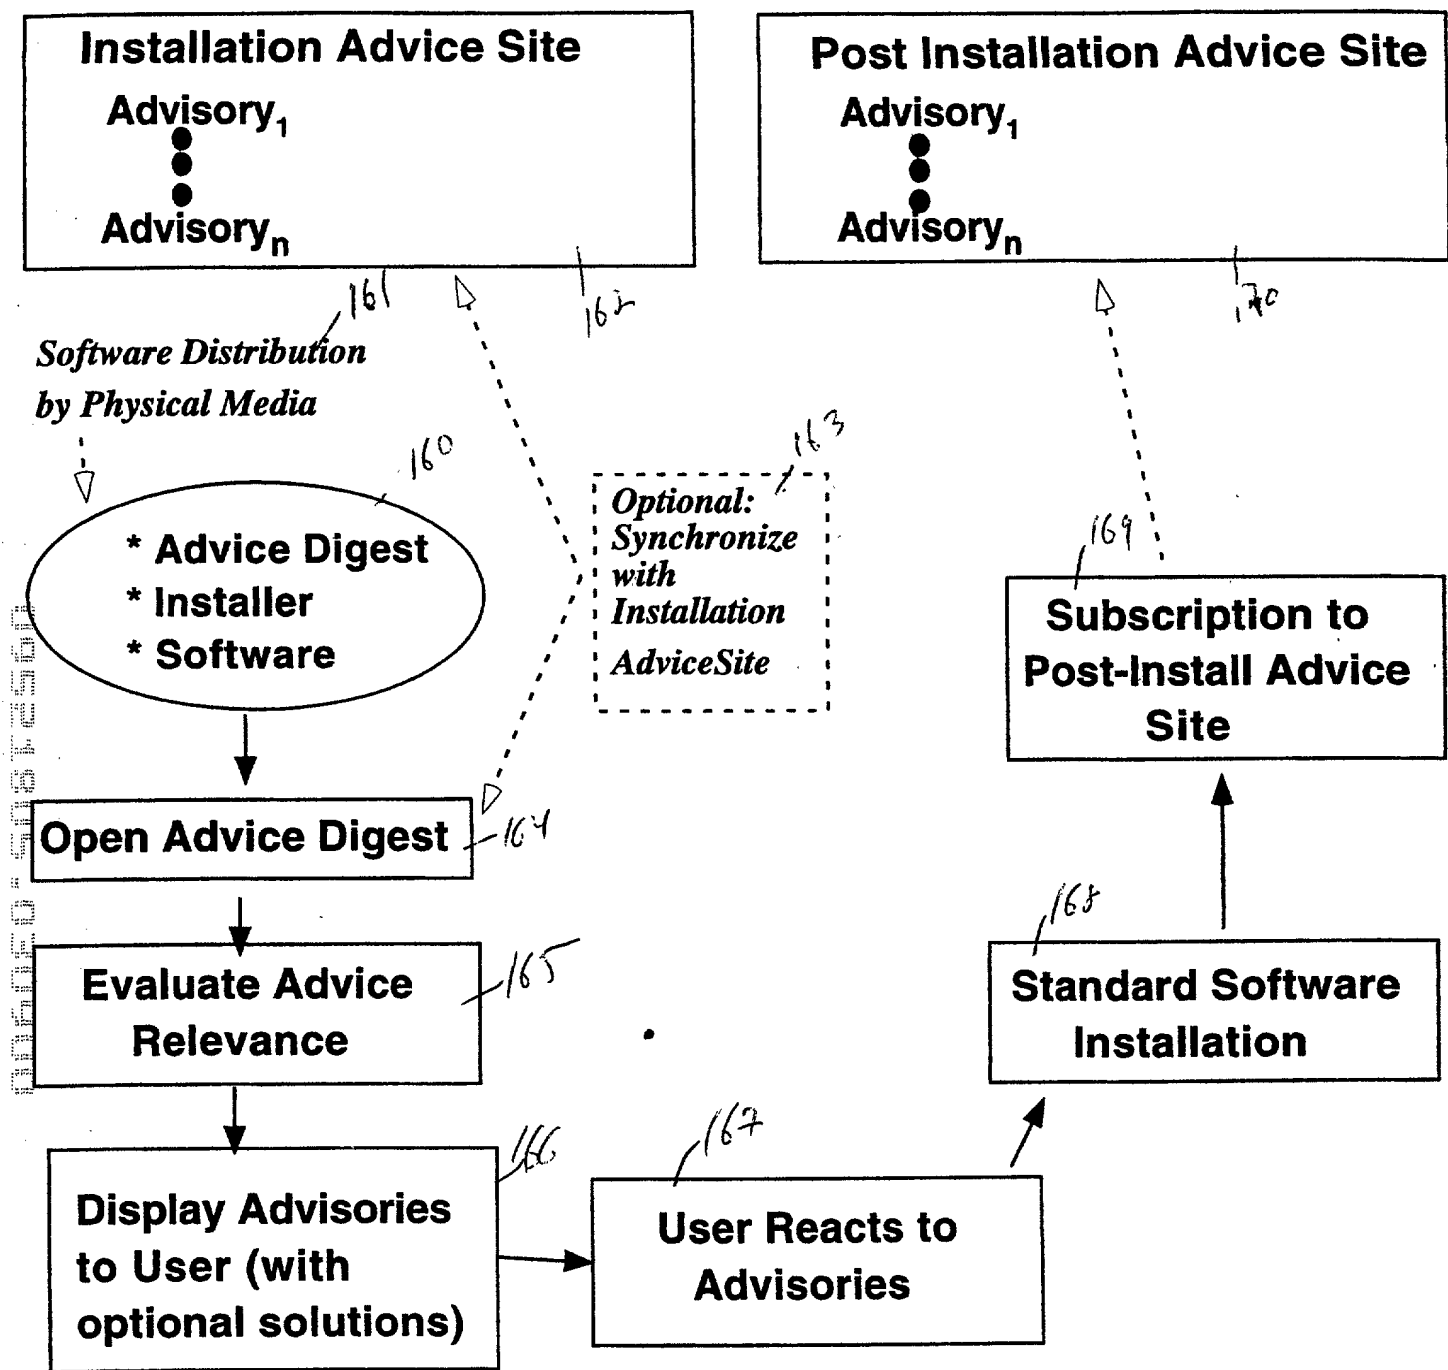 Installation Advice Site
Advisory1
Advisoryn
Post Installation Advice Site
Advisory1
Advisoryn
161
162
170
Software Distribution
by Physical Media
160
* Advice Digest
* Installer
* Software
163
Optional:
Synchronize
with
Installation
AdviceSite
169
Subscription to
Post-Install Advice
Site
Open Advice Digest
164
168
Standard Software
Installation
Evaluate Advice
Relevance
165
166
Display Advisories
to User (with
optional solutions)
167
User Reacts to
Advisories